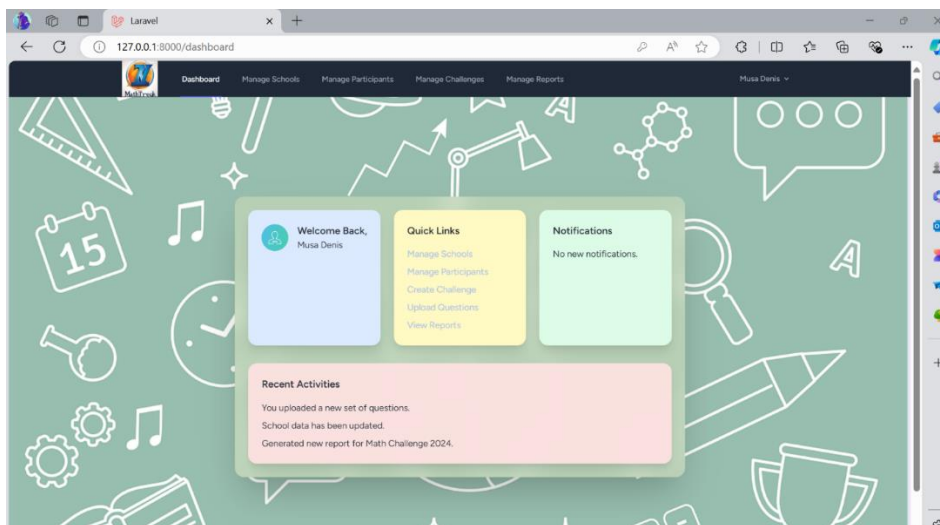 Laravel
127.0.0.1:8000/dashboard
Dashboard Manage Schools Manage Participants Manage Challenges Manage Reports Musa Denis
15
A
A
Welcome Back,
Musa Denis
Quick Links
Manage Schools
Manage Participants
Create Challenge
Upload Questions
View Reports
Notifications
No new notifications.
Recent Activities
You uploaded a new set of questions.
School data has been updated.
Generated new report for Math Challenge 2024.